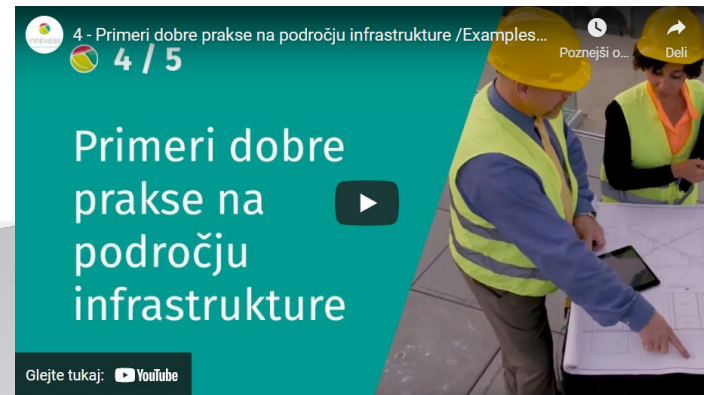 innoveas
4 - Primeri dobre prakse na področju infrastrukture /Examples...
Poznejši o...
Deli
4 / 5
Primeri dobre
prakse na
področju
infrastrukture
Glejte tukaj: YouTube